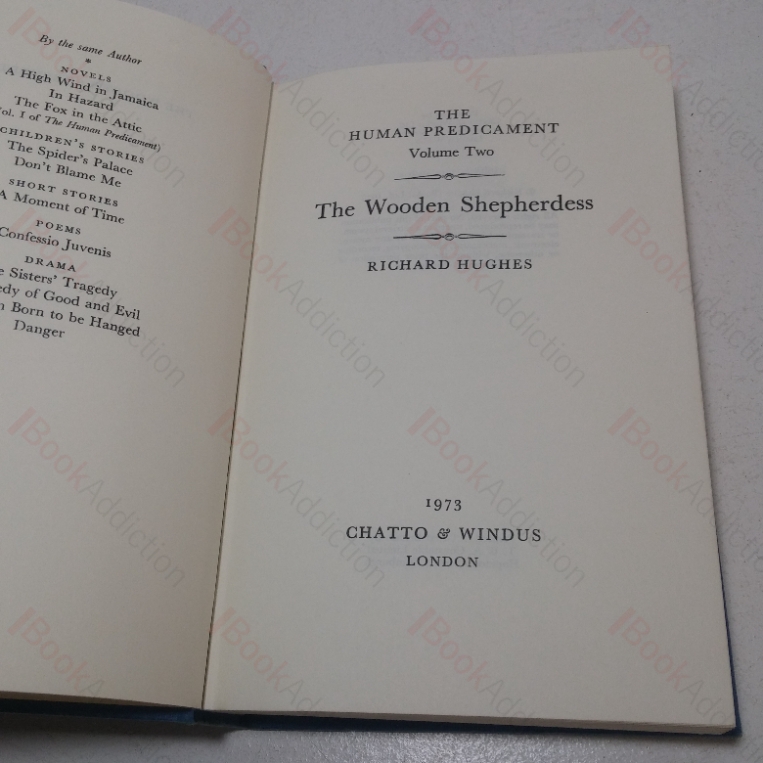 By the same Author
*
NOVELS
A High Wind in Jamaica
In Hazard
The Fox in the Attic
Vol. I of The Human Predicament)
CHILDREN'S STORIES
The Spider's Palace
Don't Blame Me
SHORT STORIES
A Moment of Time
POEMS
Confessio Juvenis
DRAMA
Sisters' Tragedy
of Good and Evil
Born to be Hanged
Danger
THE
HUMAN PREDICAMENT
Volume Two
The Wooden Shepherdess
RICHARD HUGHES
1973
CHATTO & WINDUS
LONDON
BookAddiction